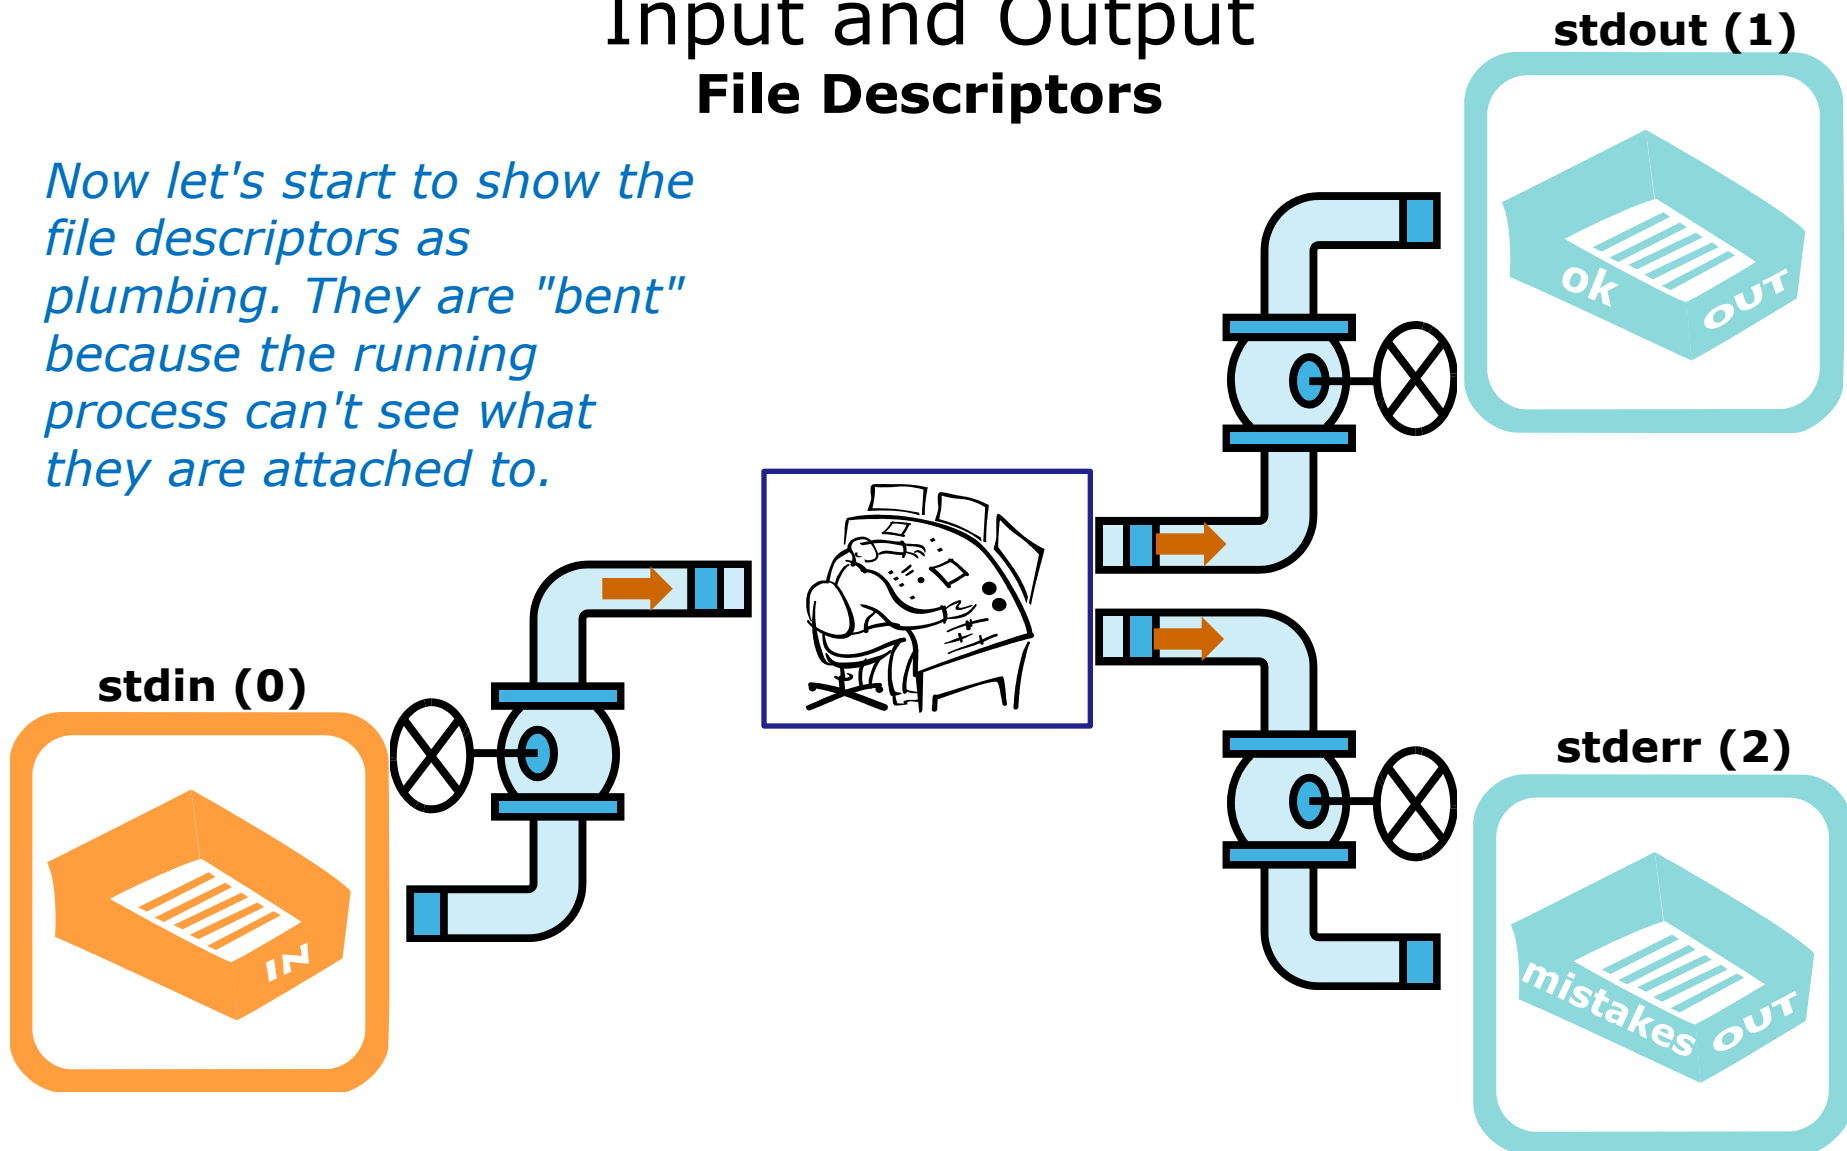 Input and Output
File Descriptors
stdout (1)
Now let's start to show the
file descriptors as
plumbing. They are "bent"
because the running
process can't see what
they are attached to.
ok
OUT
stdin (0)
IN
stderr (2)
mistakes
OUT